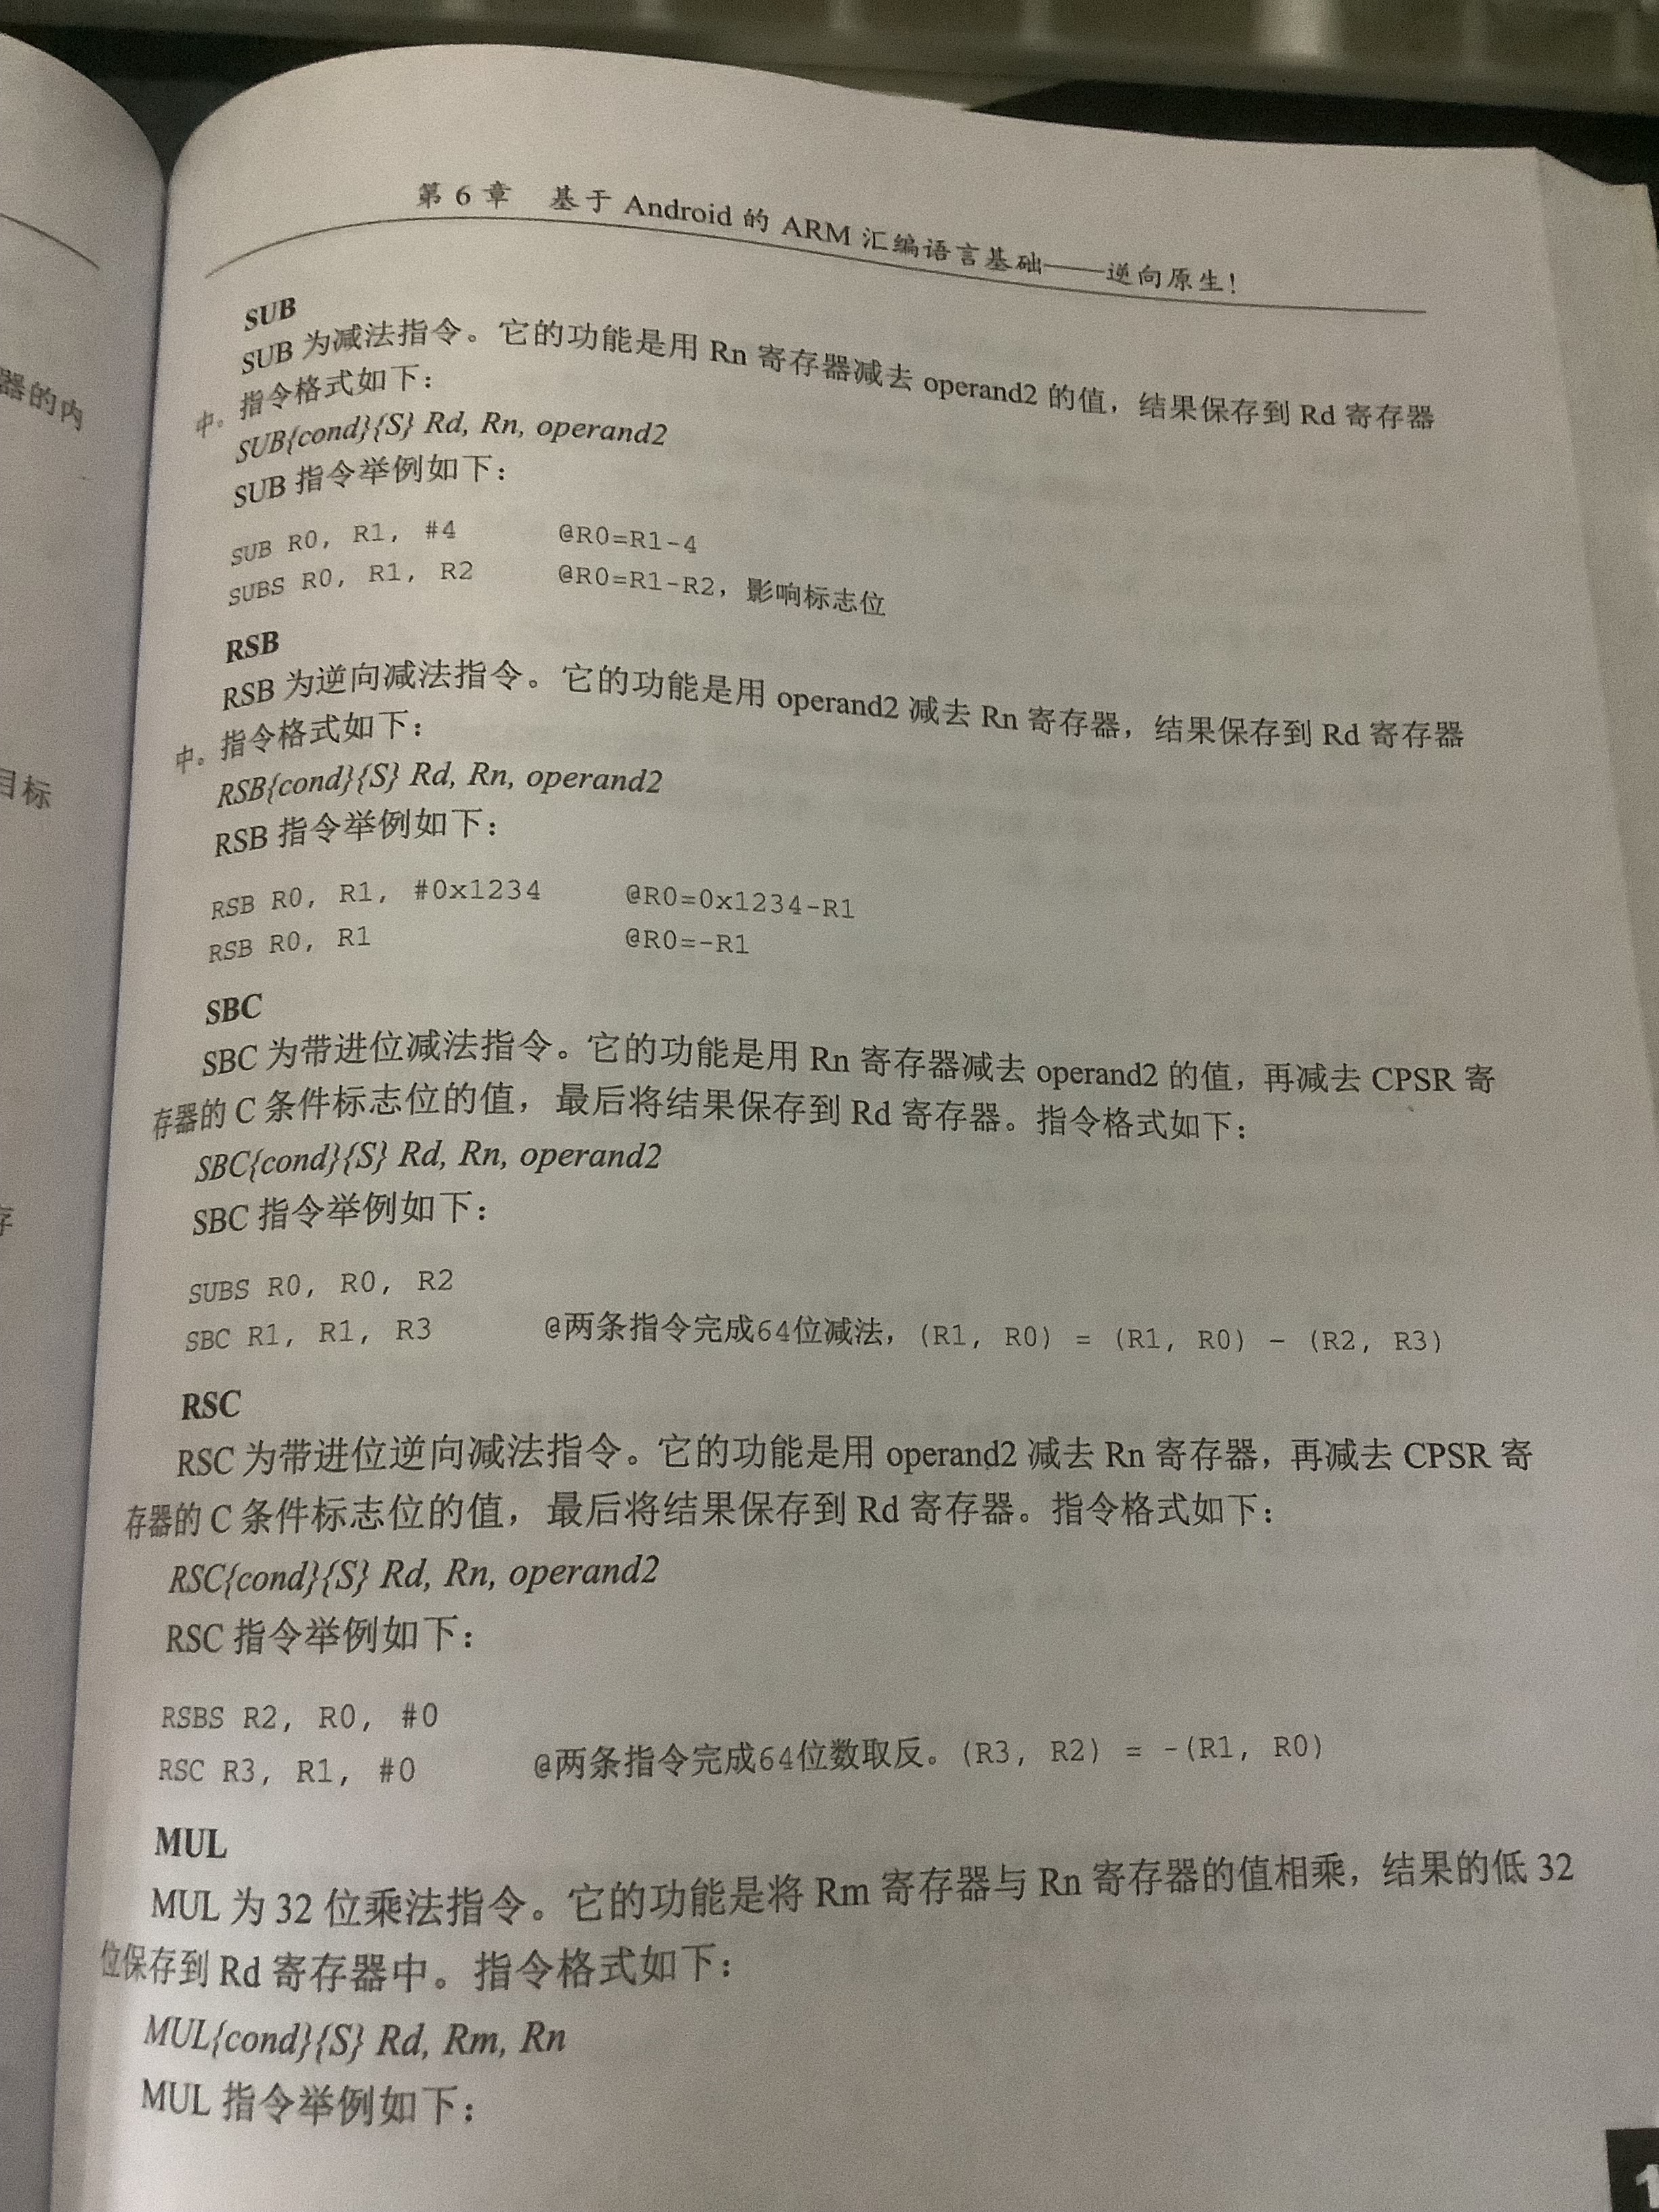 第 6 章　基于 Android 的 ARM 汇编语言基础——逆向原生！
器的内
目标
存
SUB
SUB 为减法指令。它的功能是用 Rn 寄存器减去 operand2 的值，结果保存到 Rd 寄存器
中。指令格式如下：
SUB{cond}{S} Rd, Rn, operand2
SUB 指令举例如下：
SUB R0, R1, #4 @R0=R1-4
SUBS R0, R1, R2 @R0=R1-R2，影响标志位
RSB
RSB 为逆向减法指令。它的功能是用 operand2 减去 Rn 寄存器，结果保存到 Rd 寄存器
中。指令格式如下：
RSB{cond}{S} Rd, Rn, operand2
RSB 指令举例如下：
RSB R0, R1, #0x1234 @R0=0x1234-R1
RSB R0, R1 @R0=-R1
SBC
SBC 为带进位减法指令。它的功能是用 Rn 寄存器减去 operand2 的值，再减去 CPSR 寄
存器的 C 条件标志位的值，最后将结果保存到 Rd 寄存器。指令格式如下：
SBC{cond}{S} Rd, Rn, operand2
SBC 指令举例如下：
SUBS R0, R0, R2
SBC R1, R1, R3 @两条指令完成64位减法，(R1, R0) = (R1, R0) - (R2, R3)
RSC
RSC 为带进位逆向减法指令。它的功能是用 operand2 减去 Rn 寄存器，再减去 CPSR 寄
存器的 C 条件标志位的值，最后将结果保存到 Rd 寄存器。指令格式如下：
RSC{cond}{S} Rd, Rn, operand2
RSC 指令举例如下：
RSBS R2, R0, #0
RSC R3, R1, #0 @两条指令完成64位数取反。(R3, R2) = -(R1, R0)
MUL
MUL 为 32 位乘法指令。它的功能是将 Rm 寄存器与 Rn 寄存器的值相乘，结果的低 32
位保存到 Rd 寄存器中。指令格式如下：
MUL{cond}{S} Rd, Rm, Rn
MUL 指令举例如下：
1